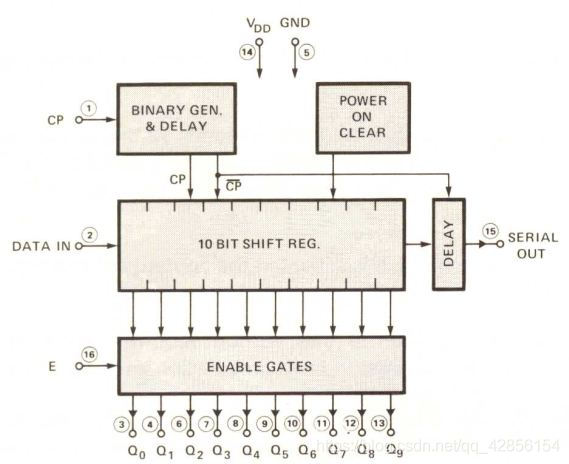 VDD GND
14 5
CP 1
BINARY GEN.
& DELAY
POWER
ON
CLEAR
CP C̅P̅
DATA IN 2
10 BIT SHIFT REG.
DELAY
15 SERIAL
OUT
E 16
ENABLE GATES
3 4 6 7 8 9 10 11 12 13
Q0 Q1 Q2 Q3 Q4 Q5 Q6 Q7 Q8 Q9
https://blog.csdn.net/qq_42856154